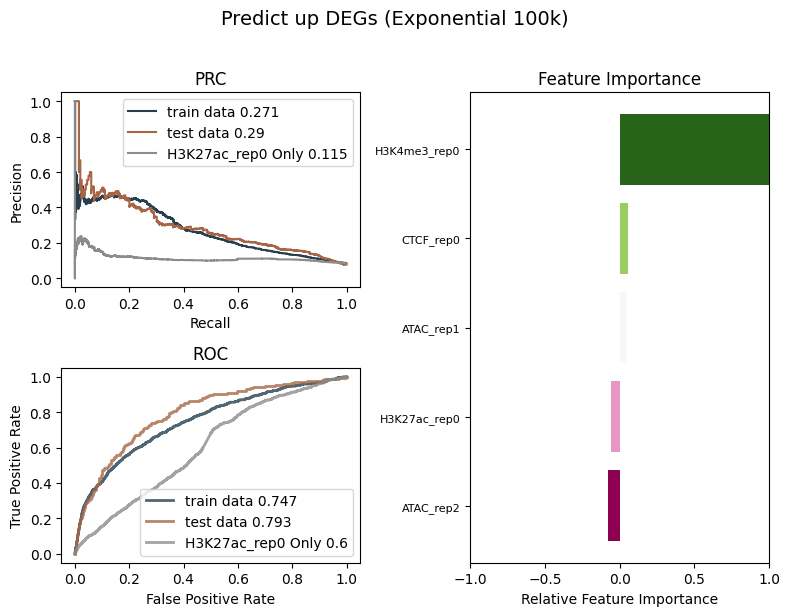 Predict up DEGs (Exponential 100k)
PRC
1.0
0.8
0.6
0.4
0.2
0.0
Precision
train data 0.271
test data 0.29
H3K27ac_rep0 Only 0.115
0.0 0.2 0.4 0.6 0.8 1.0
Recall
ROC
1.0
0.8
0.6
0.4
0.2
0.0
True Positive Rate
train data 0.747
test data 0.793
H3K27ac_rep0 Only 0.6
0.0 0.2 0.4 0.6 0.8 1.0
False Positive Rate
Feature Importance
H3K4me3_rep0
CTCF_rep0
ATAC_rep1
H3K27ac_rep0
ATAC_rep2
−1.0 −0.5 0.0 0.5 1.0
Relative Feature Importance